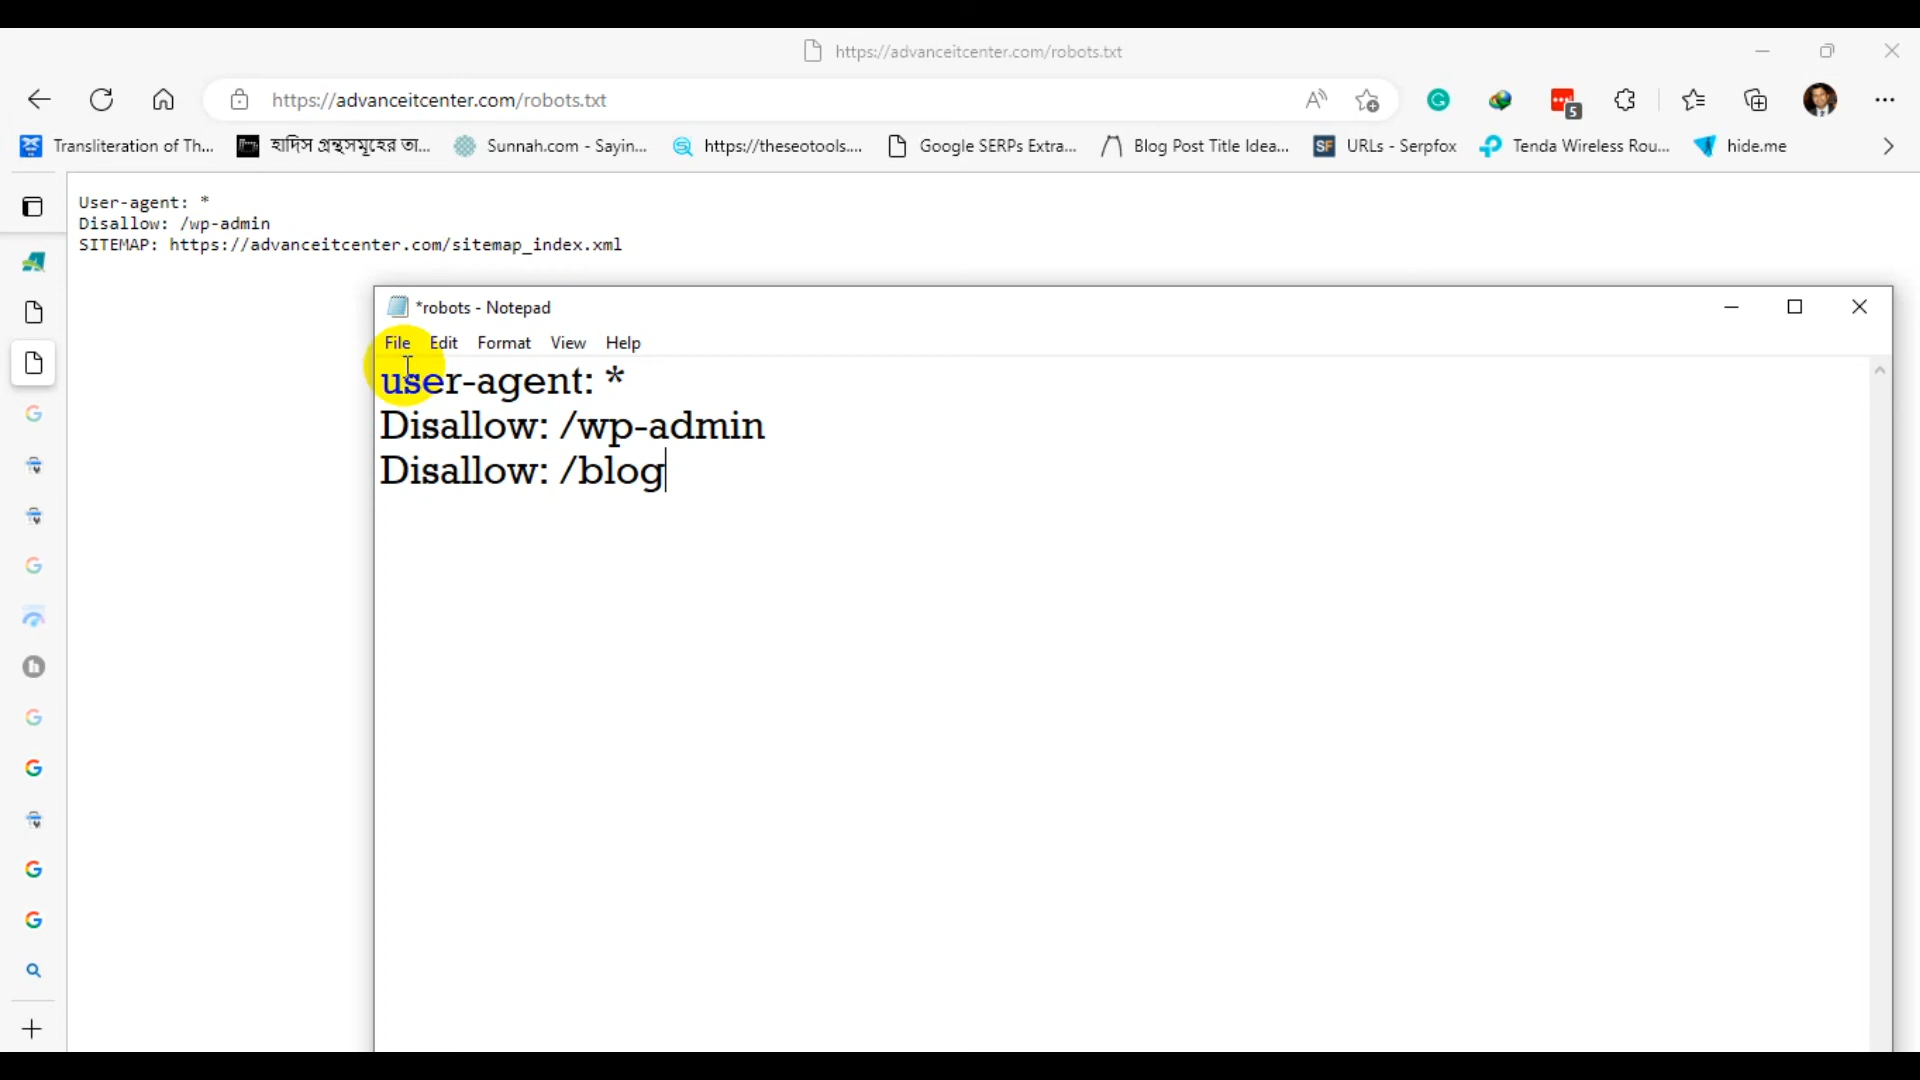 https://advanceitcenter.com/robots.txt
https://advanceitcenter.com/robots.txt
A
5
Transliteration of Th... হাদিস গ্রন্থসমূহের তা... Sunnah.com - Sayin... https://theseotools.... Google SERPs Extra... Blog Post Title Idea... SF URLs - Serpfox Tenda Wireless Rou... hide.me
User-agent: *
Disallow: /wp-admin
SITEMAP: https://advanceitcenter.com/sitemap_index.xml
*robots - Notepad
File Edit Format View Help
user-agent: *
Disallow: /wp-admin
Disallow: /blog